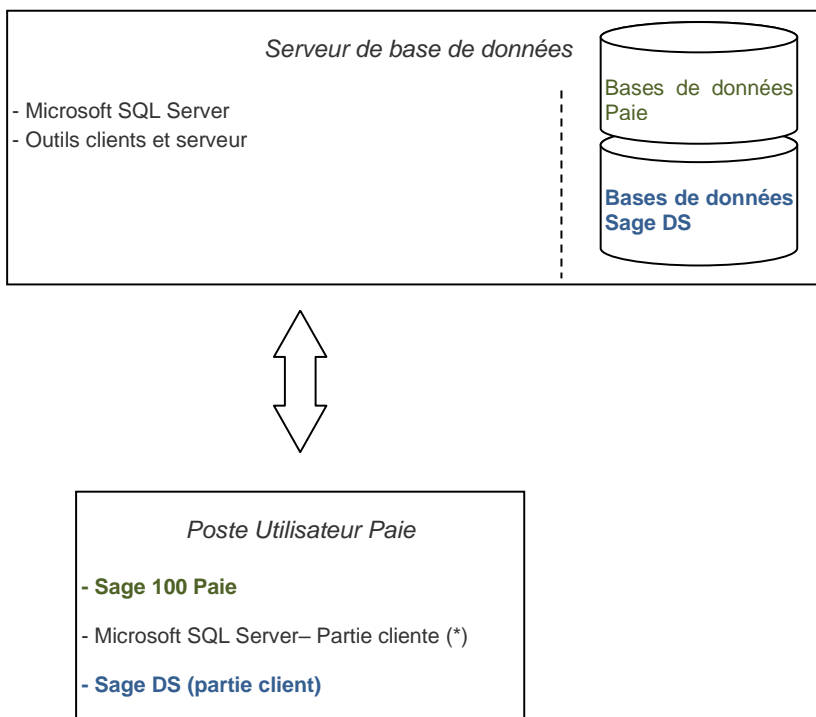 Serveur de base de données
- Microsoft SQL Server
- Outils clients et serveur
Bases de données
Paie
Bases de données
Sage DS
Poste Utilisateur Paie
- Sage 100 Paie
- Microsoft SQL Server– Partie cliente (*)
- Sage DS (partie client)